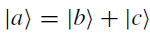 |a⟩ = |b⟩ + |c⟩